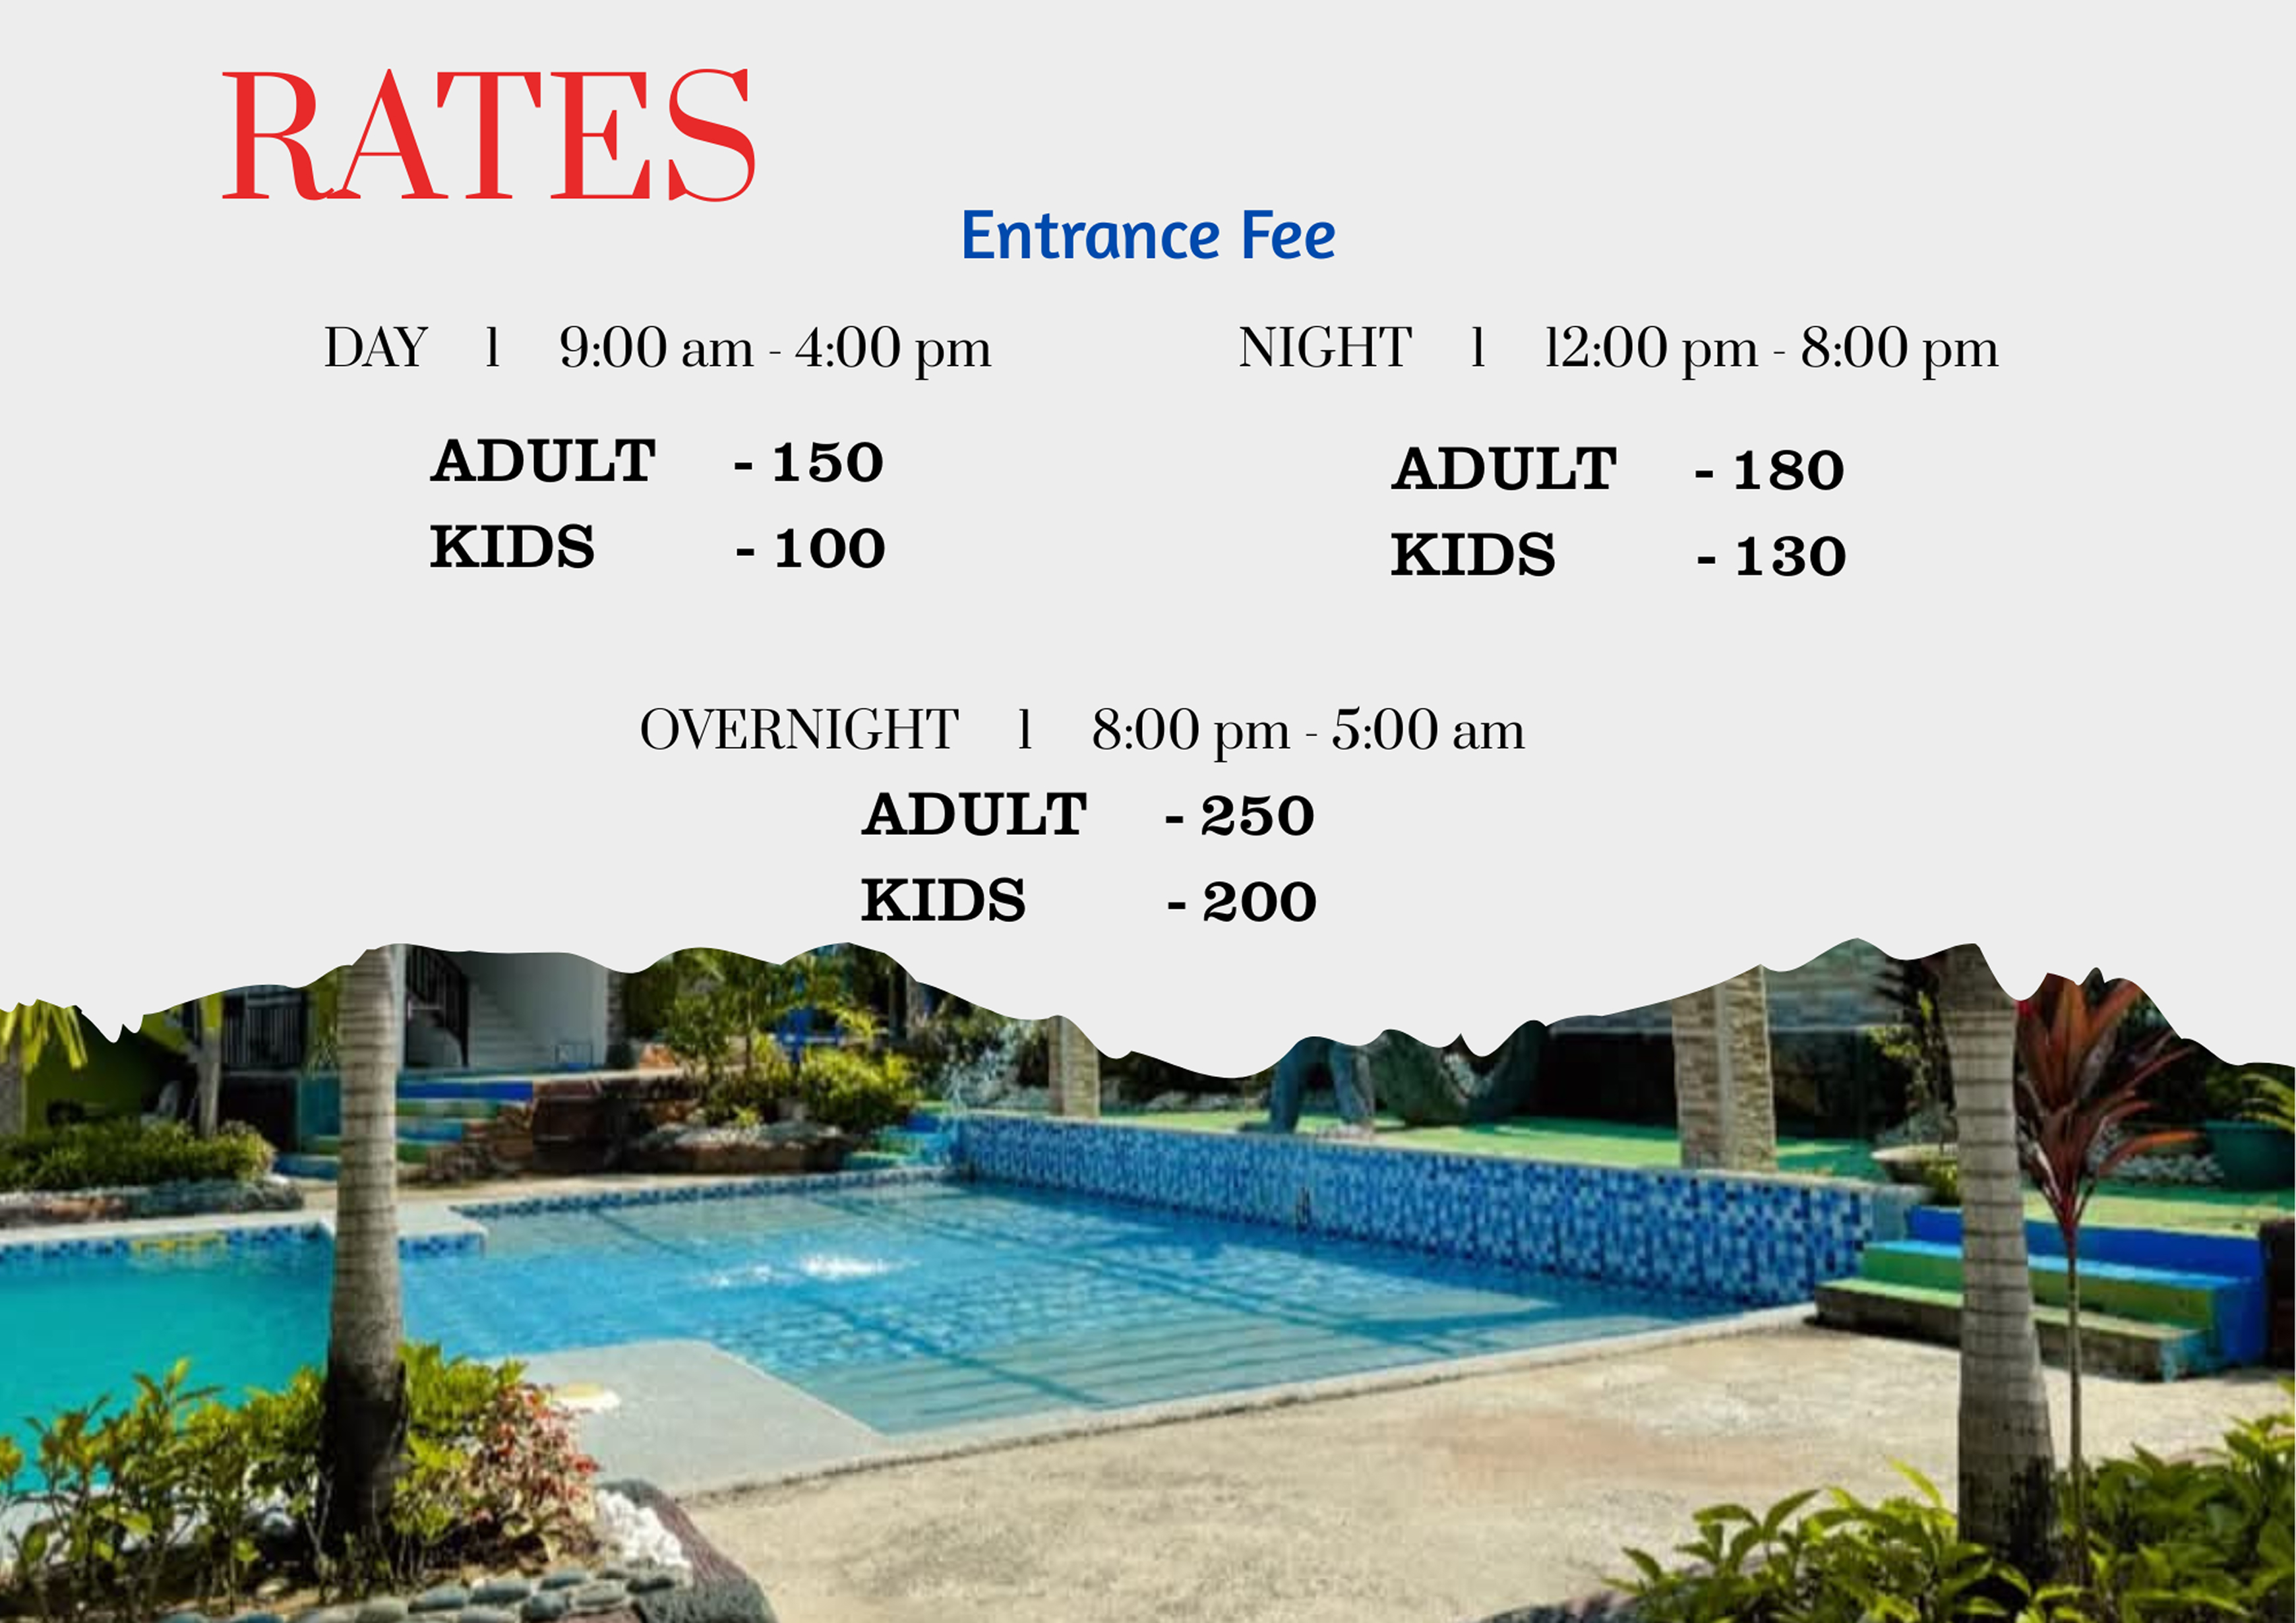 RATES
Entrance Fee
DAY l 9:00 am - 4:00 pm
ADULT - 150
KIDS - 100
NIGHT l 12:00 pm - 8:00 pm
ADULT - 180
KIDS - 130
OVERNIGHT l 8:00 pm - 5:00 am
ADULT - 250
KIDS - 200